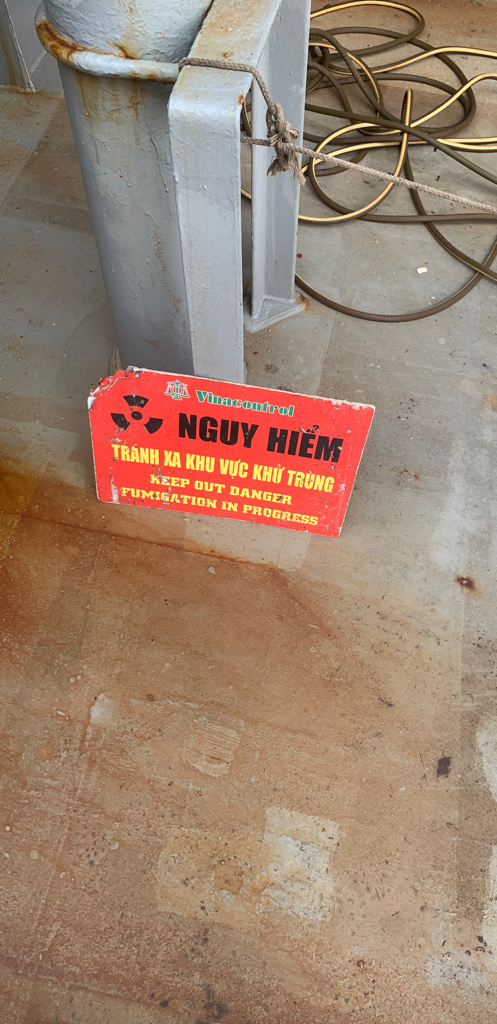 Vinacontrol
NGUY HIỂM
TRÁNH XA KHU VỰC KHỬ TRÙNG
KEEP OUT DANGER
FUMIGATION IN PROGRESS